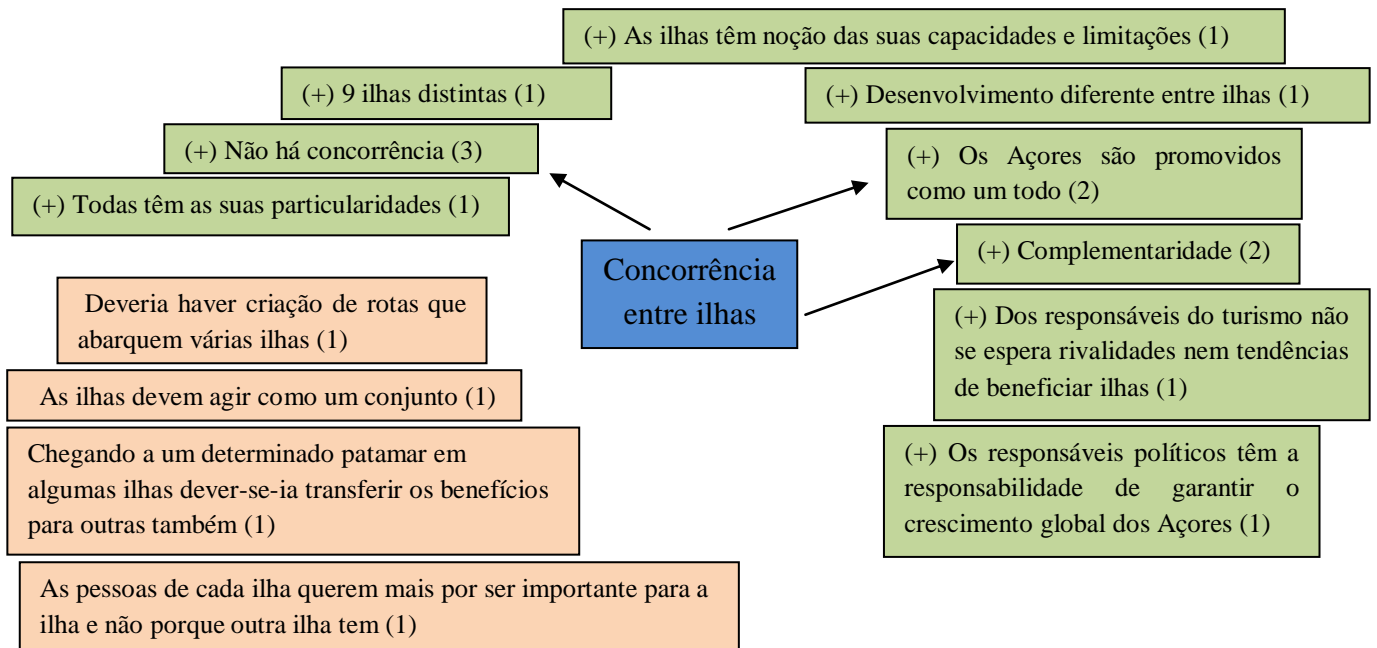 (+) As ilhas têm noção das suas capacidades e limitações (1)
(+) 9 ilhas distintas (1)
(+) Desenvolvimento diferente entre ilhas (1)
(+) Não há concorrência (3)
(+) Os Açores são promovidos
como um todo (2)
(+) Todas têm as suas particularidades (1)
Concorrência
entre ilhas
(+) Complementaridade (2)
Deveria haver criação de rotas que
abarquem várias ilhas (1)
(+) Dos responsáveis do turismo não
se espera rivalidades nem tendências
de beneficiar ilhas (1)
As ilhas devem agir como um conjunto (1)
Chegando a um determinado patamar em
algumas ilhas dever-se-ia transferir os benefícios
para outras também (1)
(+) Os responsáveis políticos têm a
responsabilidade de garantir o
crescimento global dos Açores (1)
As pessoas de cada ilha querem mais por ser importante para a
ilha e não porque outra ilha tem (1)